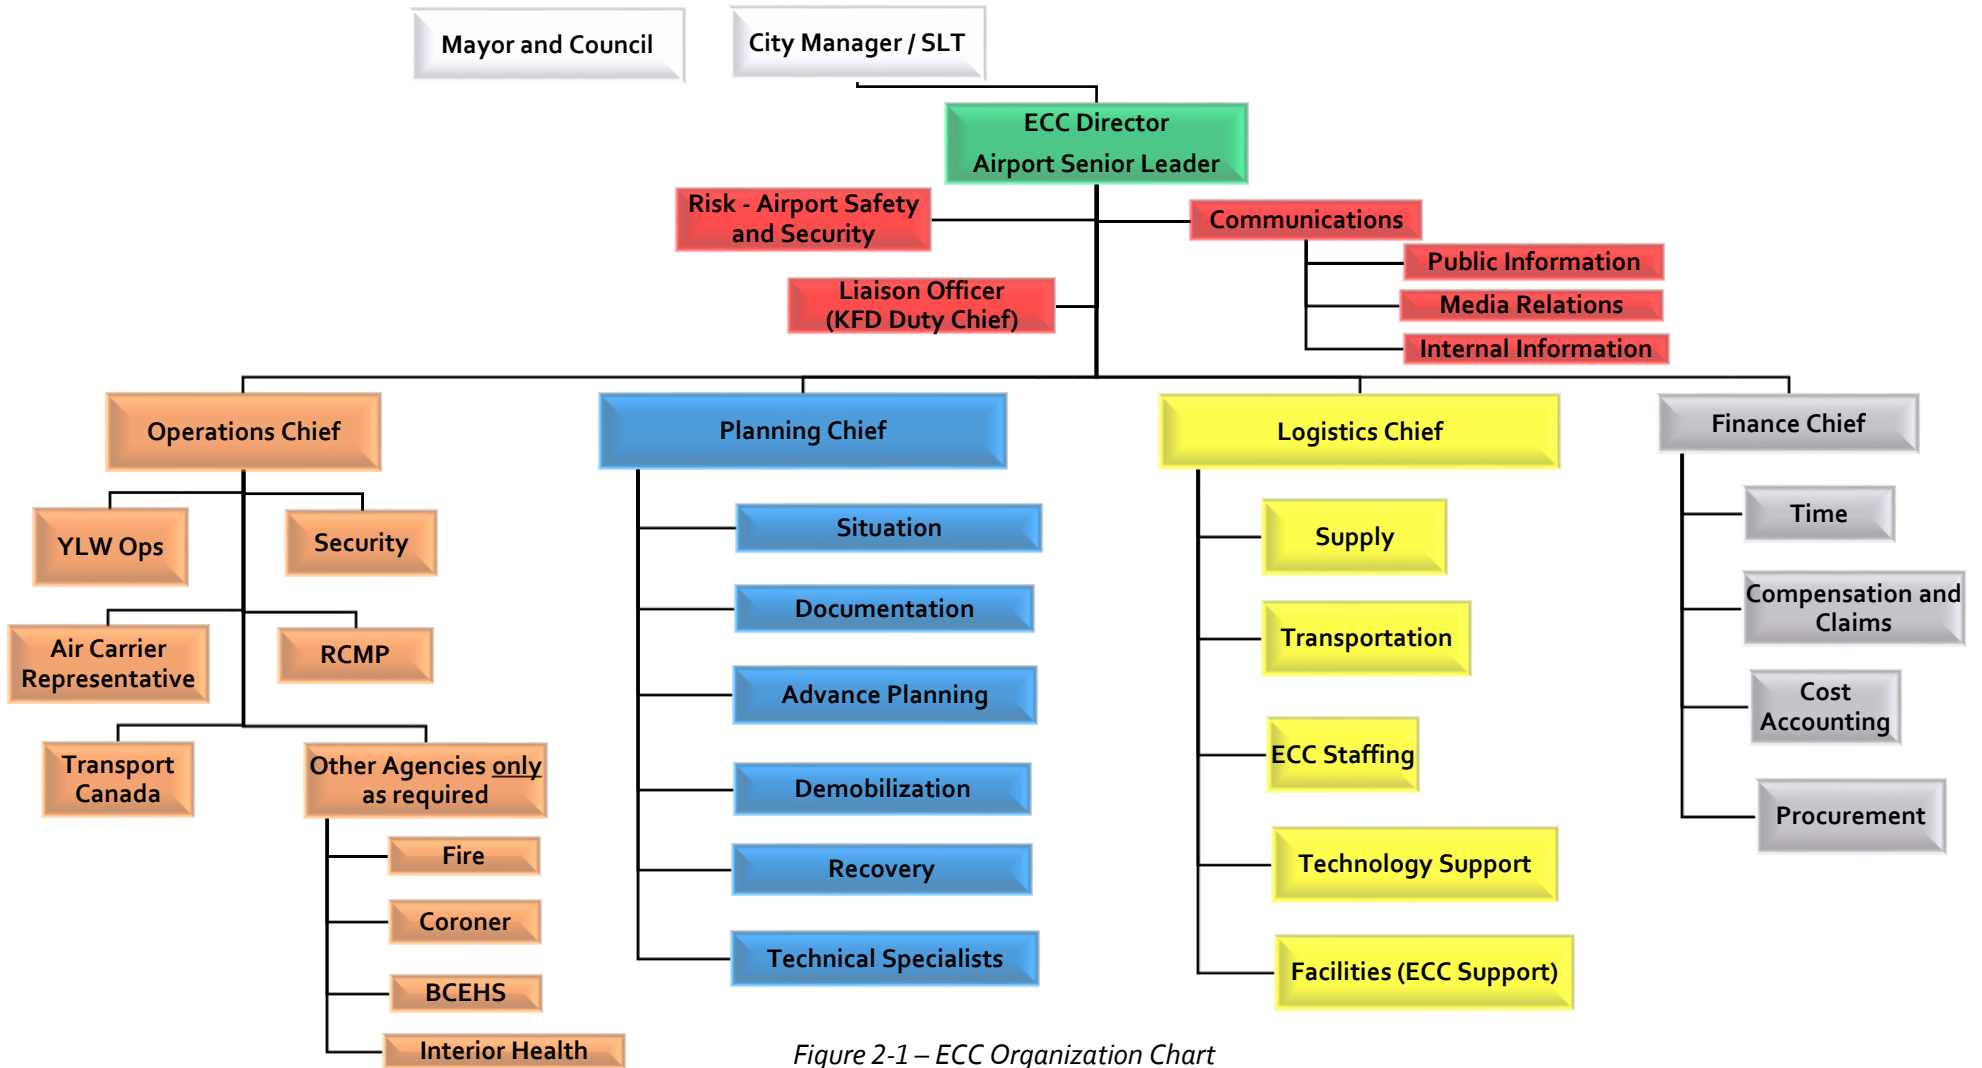 Mayor and Council
City Manager / SLT
ECC Director
Airport Senior Leader
Risk - Airport Safety
and Security
Communications
Public Information
Liaison Officer
(KFD Duty Chief)
Media Relations
Internal Information
Operations Chief
Planning Chief
Logistics Chief
Finance Chief
YLW Ops
Security
Air Carrier
Representative
RCMP
Transport
Canada
Other Agencies only
as required
Fire
Coroner
BCEHS
Interior Health
Situation
Documentation
Advance Planning
Demobilization
Recovery
Technical Specialists
Supply
Transportation
ECC Staffing
Technology Support
Facilities (ECC Support)
Time
Compensation and
Claims
Cost
Accounting
Procurement
Figure 2-1 – ECC Organization Chart